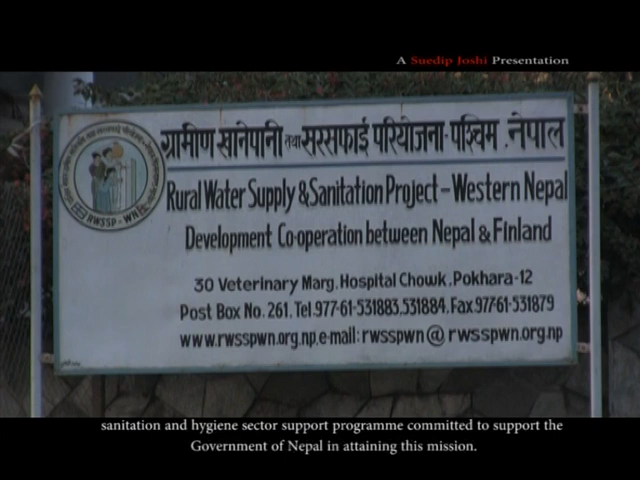 A Suedip Joshi Presentation
ग्रामीण खानेपानी तथा सरसफाई परियोजना-पश्चिम नेपाल
RWSSP-WN
Rural Water Supply & Sanitation Project – Western Nepal
Development Co-operation between Nepal & Finland
30 Veterinary Marg, Hospital Chowk, Pokhara-12
Post Box No. 261, Tel. 977-61-531883, 531884, Fax 977-61-531879
www.rwsspwn.org.np, e-mail: rwsspwn@rwsspwn.org.np
sanitation and hygiene sector support programme committed to support the
Government of Nepal in attaining this mission.